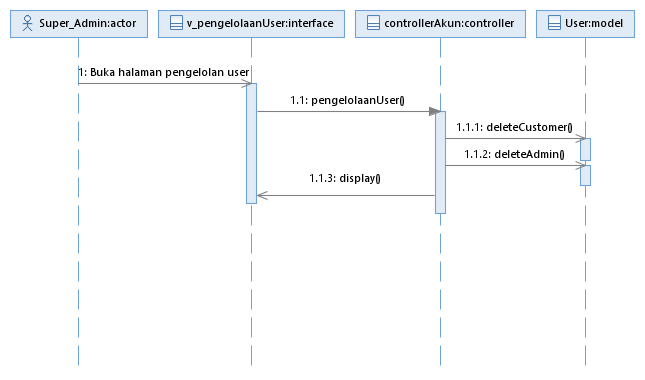 Super_Admin:actor
v_pengelolaanUser:interface
controllerAkun:controller
User:model
1: Buka halaman pengelolan user
1.1: pengelolaanUser()
1.1.1: deleteCustomer()
1.1.2: deleteAdmin()
1.1.3: display()